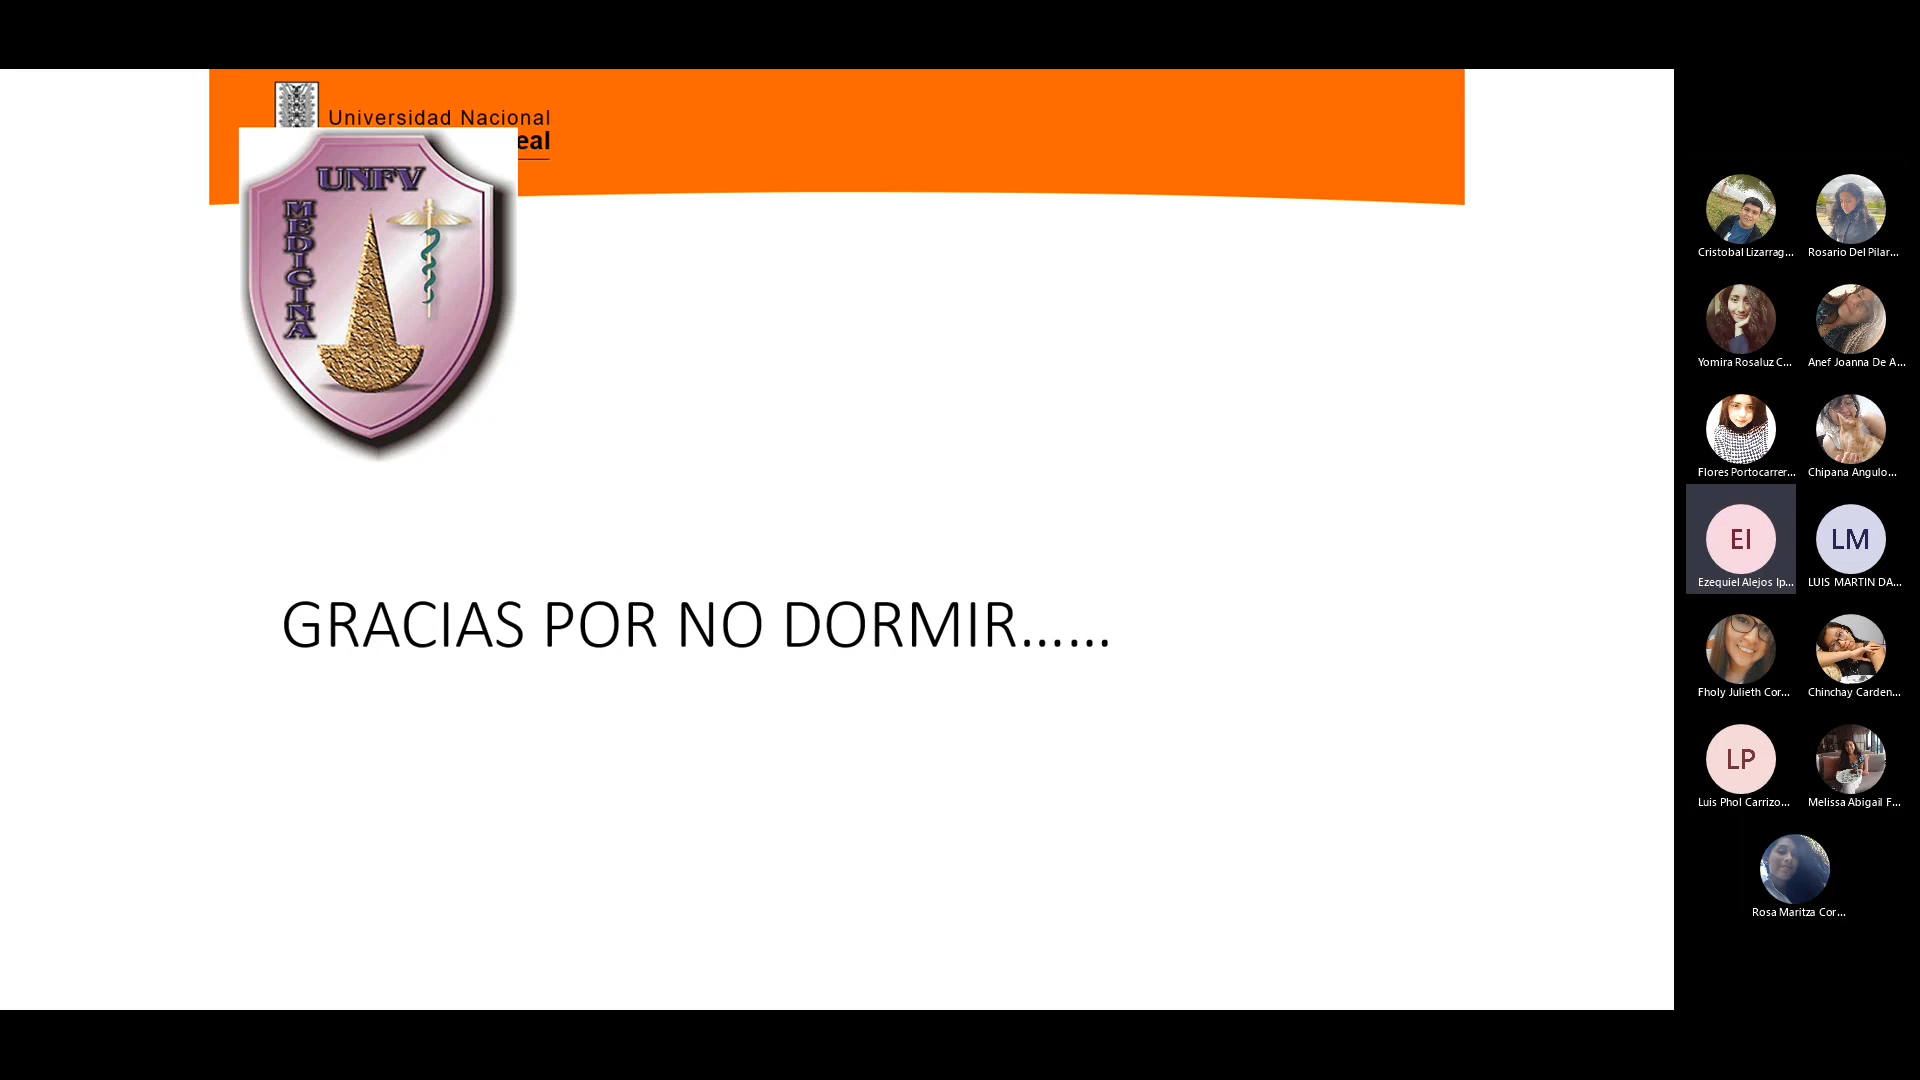 Universidad Nacional
eal
UNFV
MEDICINA
GRACIAS POR NO DORMIR......
Cristobal Lizarrag...
Rosario Del Pilar...
Yomira Rosaluz C...
Anef Joanna De A...
Flores Portocarrer...
Chipana Angulo...
EI
LM
Ezequiel Alejos Ip...
LUIS MARTIN DA...
Fholy Julieth Cor...
Chinchay Carden...
LP
Luis Phol Carrizo...
Melissa Abigail F...
Rosa Maritza Cor...